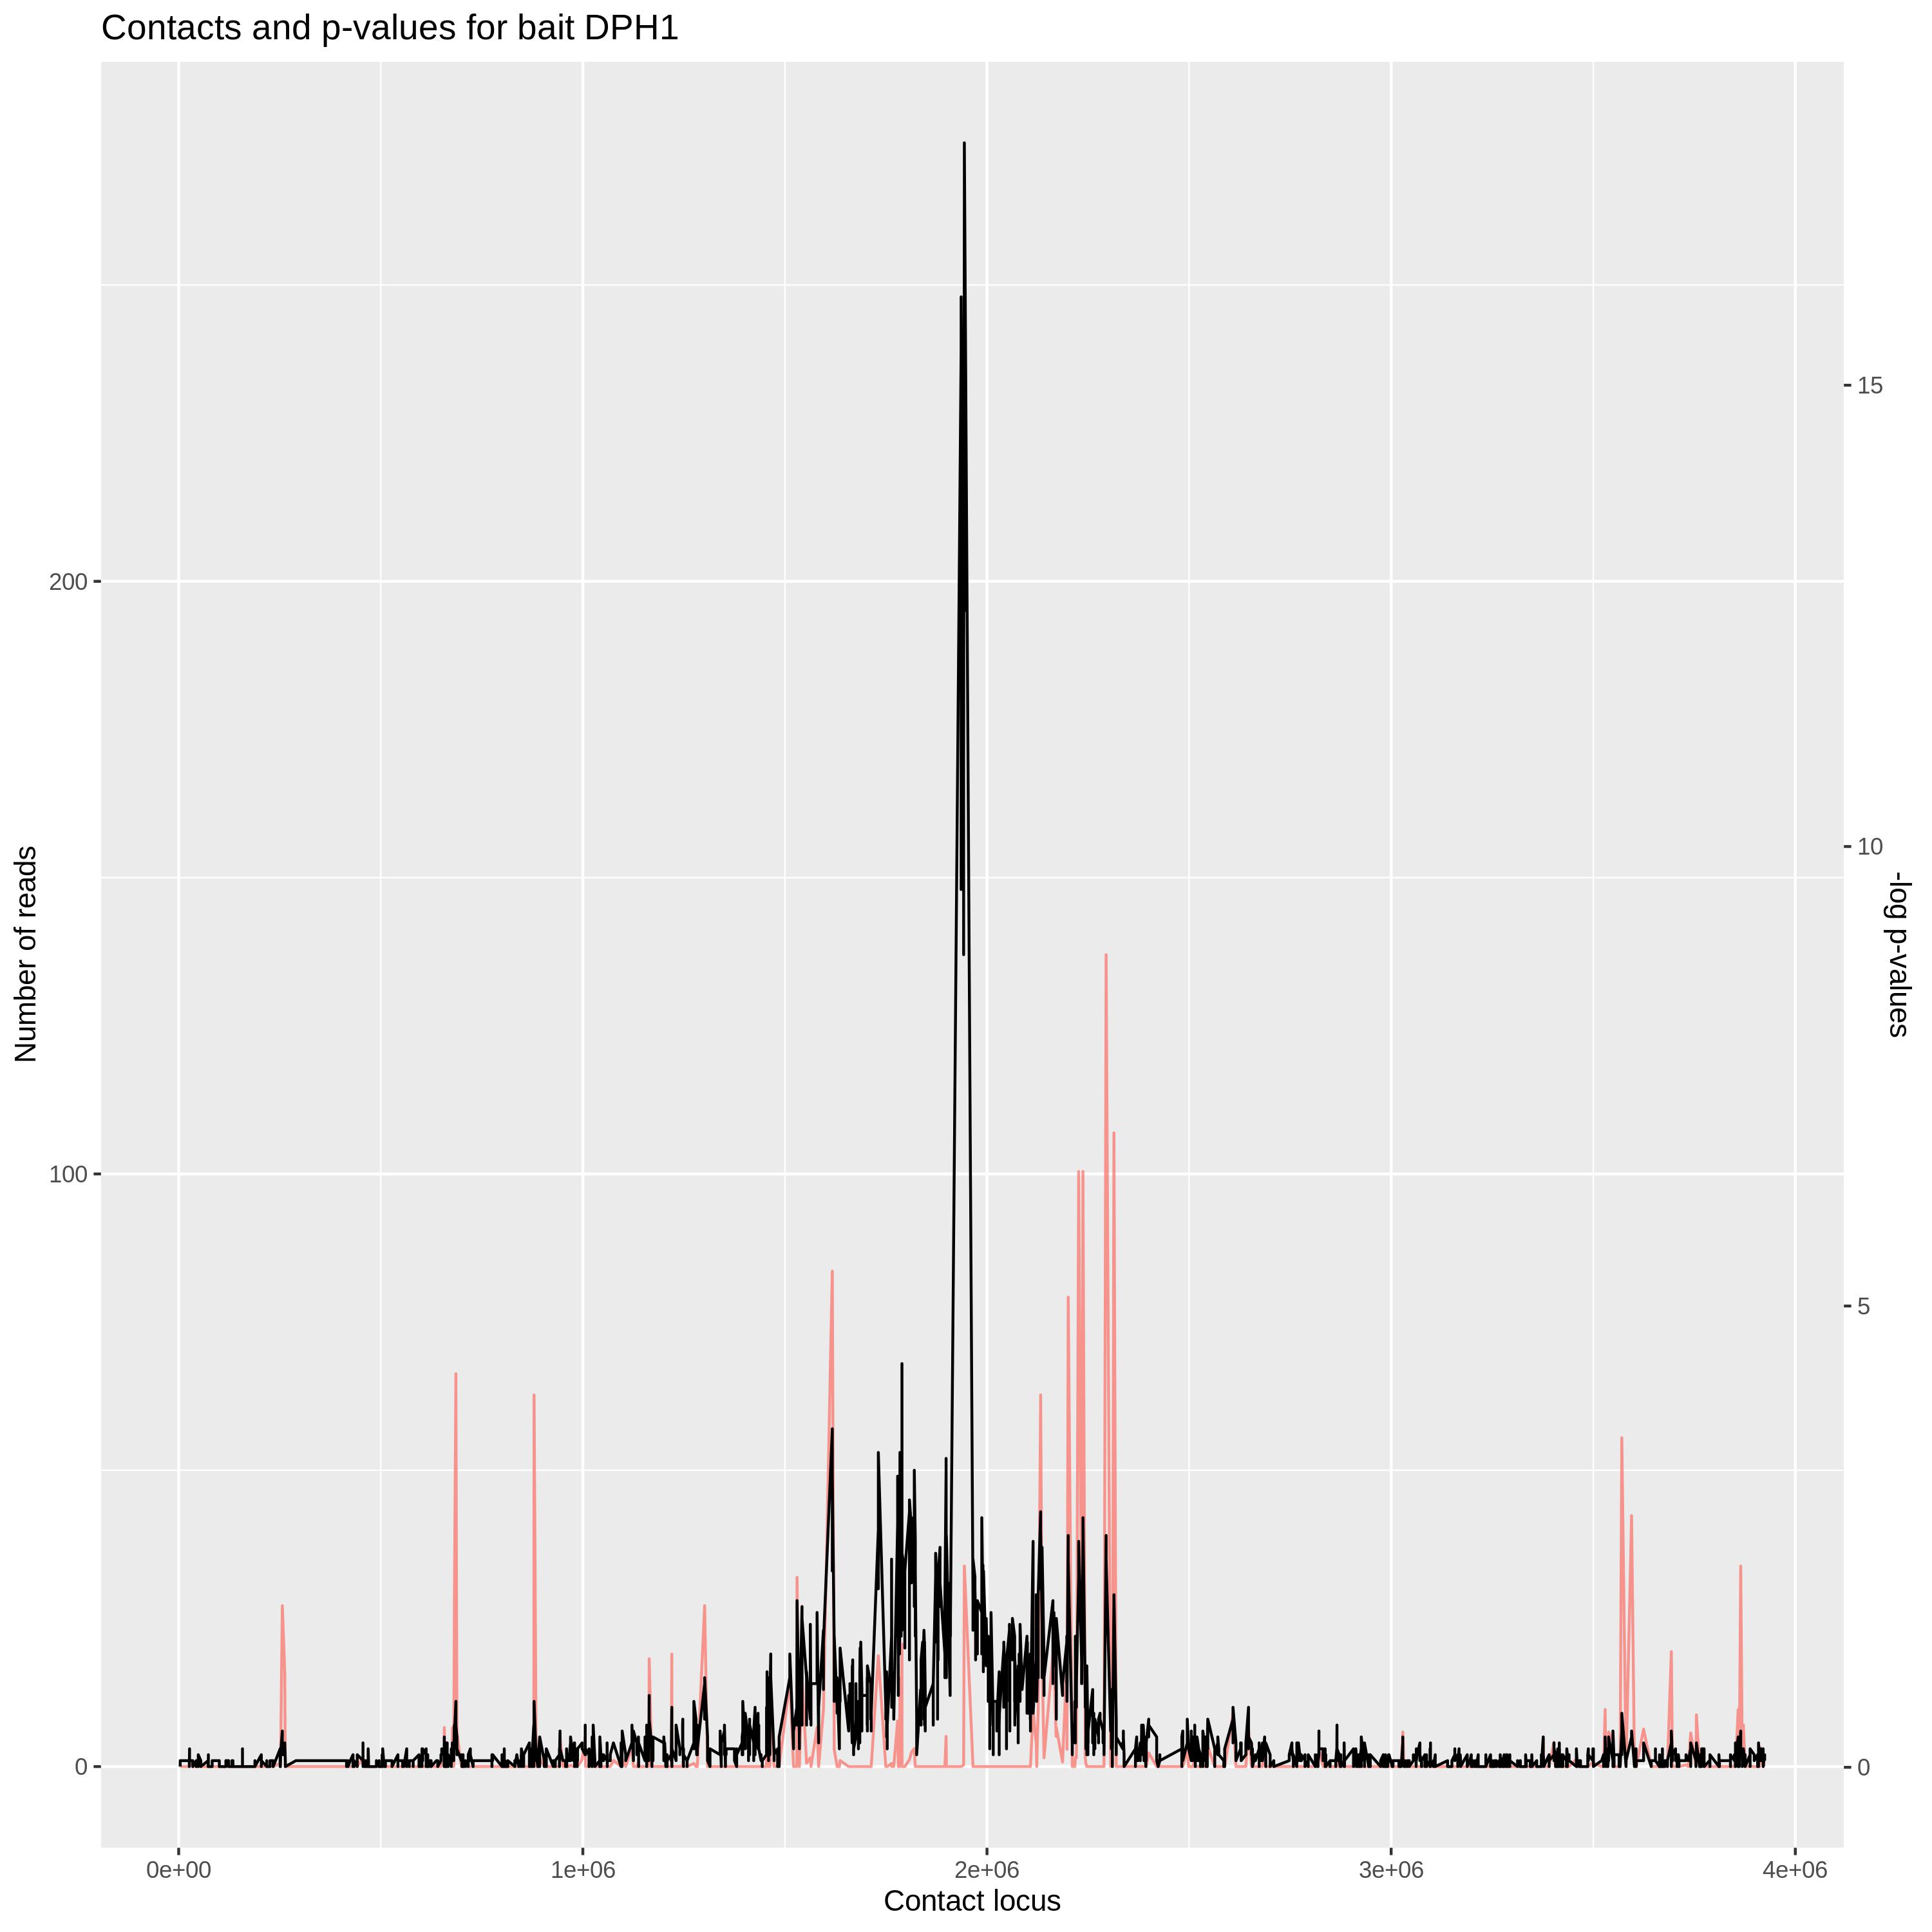 Contacts and p-values for bait DPH1
Number of reads
200
100
0
15
10
5
0
-log p-values
0e+00
1e+06
2e+06
3e+06
4e+06
Contact locus